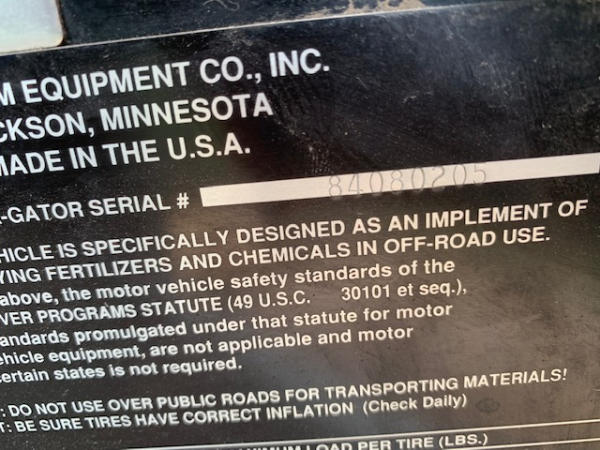 M EQUIPMENT CO., INC.
CKSON, MINNESOTA
MADE IN THE U.S.A.
-GATOR SERIAL # 84080205
HICLE IS SPECIFICALLY DESIGNED AS AN IMPLEMENT OF
YING FERTILIZERS AND CHEMICALS IN OFF-ROAD USE.
above, the motor vehicle safety standards of the
VER PROGRAMS STATUTE (49 U.S.C. 30101 et seq.),
andards promulgated under that statute for motor
ehicle equipment, are not applicable and motor
ertain states is not required.
: DO NOT USE OVER PUBLIC ROADS FOR TRANSPORTING MATERIALS!
T: BE SURE TIRES HAVE CORRECT INFLATION (Check Daily)
XIMUM LOAD PER TIRE (LBS.)